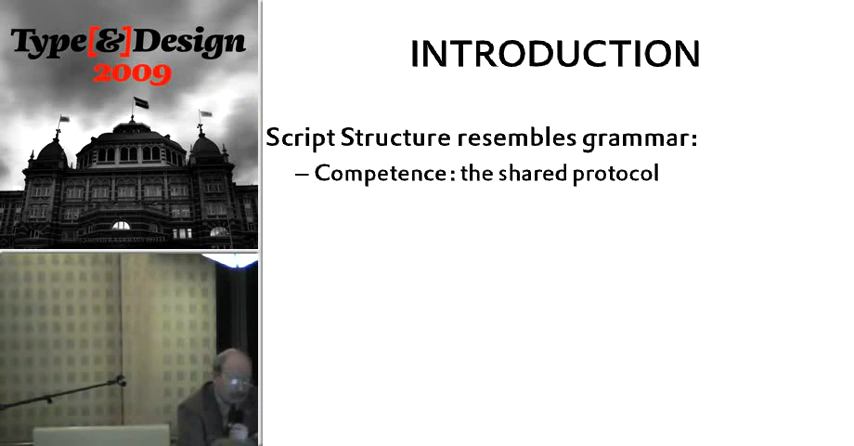 Type[&]Design
2009
INTRODUCTION
Script Structure resembles grammar:
– Competence: the shared protocol